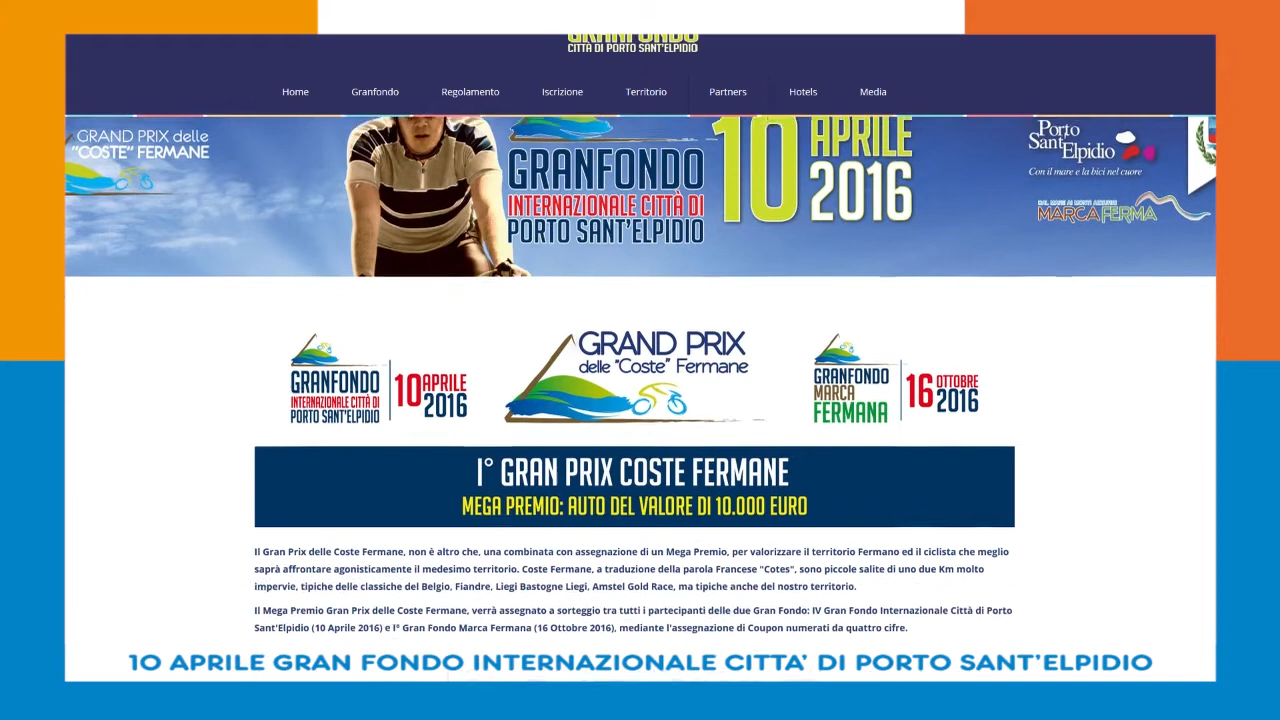 GRANFONDO
CITTÀ DI PORTO SANT'ELPIDIO
Home Granfondo Regolamento Iscrizione Territorio Partners Hotels Media
GRAND PRIX delle
"COSTE" FERMANE
GRANFONDO
INTERNAZIONALE CITTÀ DI
PORTO SANT'ELPIDIO
10 APRILE
2016
Porto
Sant Elpidio
Con il mare e la bici nel cuore
DAL MARE AI MONTI AZZURRI
MARCA FERMA
GRANFONDO
INTERNAZIONALE CITTÀ DI
PORTO SANT'ELPIDIO
10 APRILE
2016
GRAND PRIX
delle "Coste" Fermane
GRANFONDO
MARCA
FERMANA
16 OTTOBRE
2016
I° GRAN PRIX COSTE FERMANE
MEGA PREMIO: AUTO DEL VALORE DI 10.000 EURO
Il Gran Prix delle Coste Fermane, non è altro che, una combinata con assegnazione di un Mega Premio, per valorizzare il territorio Fermano ed il ciclista che meglio
saprà affrontare agonisticamente il medesimo territorio. Coste Fermane, a traduzione della parola Francese "Cotes", sono piccole salite di uno due Km molto
impervie, tipiche delle classiche del Belgio, Fiandre, Liegi Bastogne Liegi, Amstel Gold Race, ma tipiche anche del nostro territorio.
Il Mega Premio Gran Prix delle Coste Fermane, verrà assegnato a sorteggio tra tutti i partecipanti delle due Gran Fondo: IV Gran Fondo Internazionale Città di Porto
Sant'Elpidio (10 Aprile 2016) e I° Gran Fondo Marca Fermana (16 Ottobre 2016), mediante l'assegnazione di Coupon numerati da quattro cifre.
10 APRILE GRAN FONDO INTERNAZIONALE CITTA' DI PORTO SANT'ELPIDIO